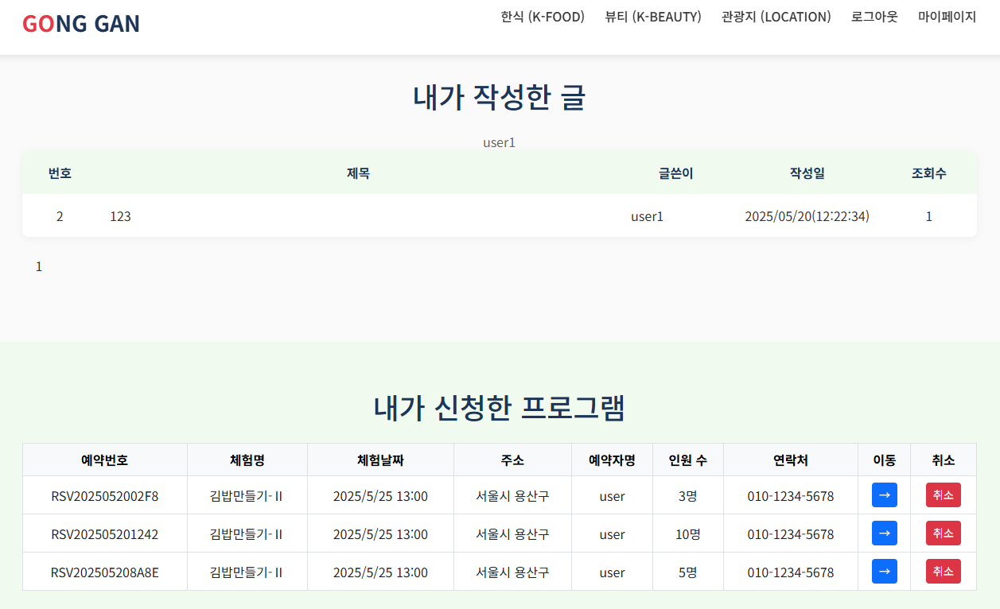 GONG GAN 한식 (K-FOOD) 뷰티 (K-BEAUTY) 관광지 (LOCATION) 로그아웃 마이페이지
내가 작성한 글
user1
번호 제목 글쓴이 작성일 조회수
2 123 user1 2025/05/20(12:22:34) 1
1
내가 신청한 프로그램
예약번호 체험명 체험날짜 주소 예약자명 인원 수 연락처 이동 취소
RSV2025052002F8 김밥만들기-Ⅱ 2025/5/25 13:00 서울시 용산구 user 3명 010-1234-5678 → 취소
RSV202505201242 김밥만들기-Ⅱ 2025/5/25 13:00 서울시 용산구 user 10명 010-1234-5678 → 취소
RSV202505208A8E 김밥만들기-Ⅱ 2025/5/25 13:00 서울시 용산구 user 5명 010-1234-5678 → 취소